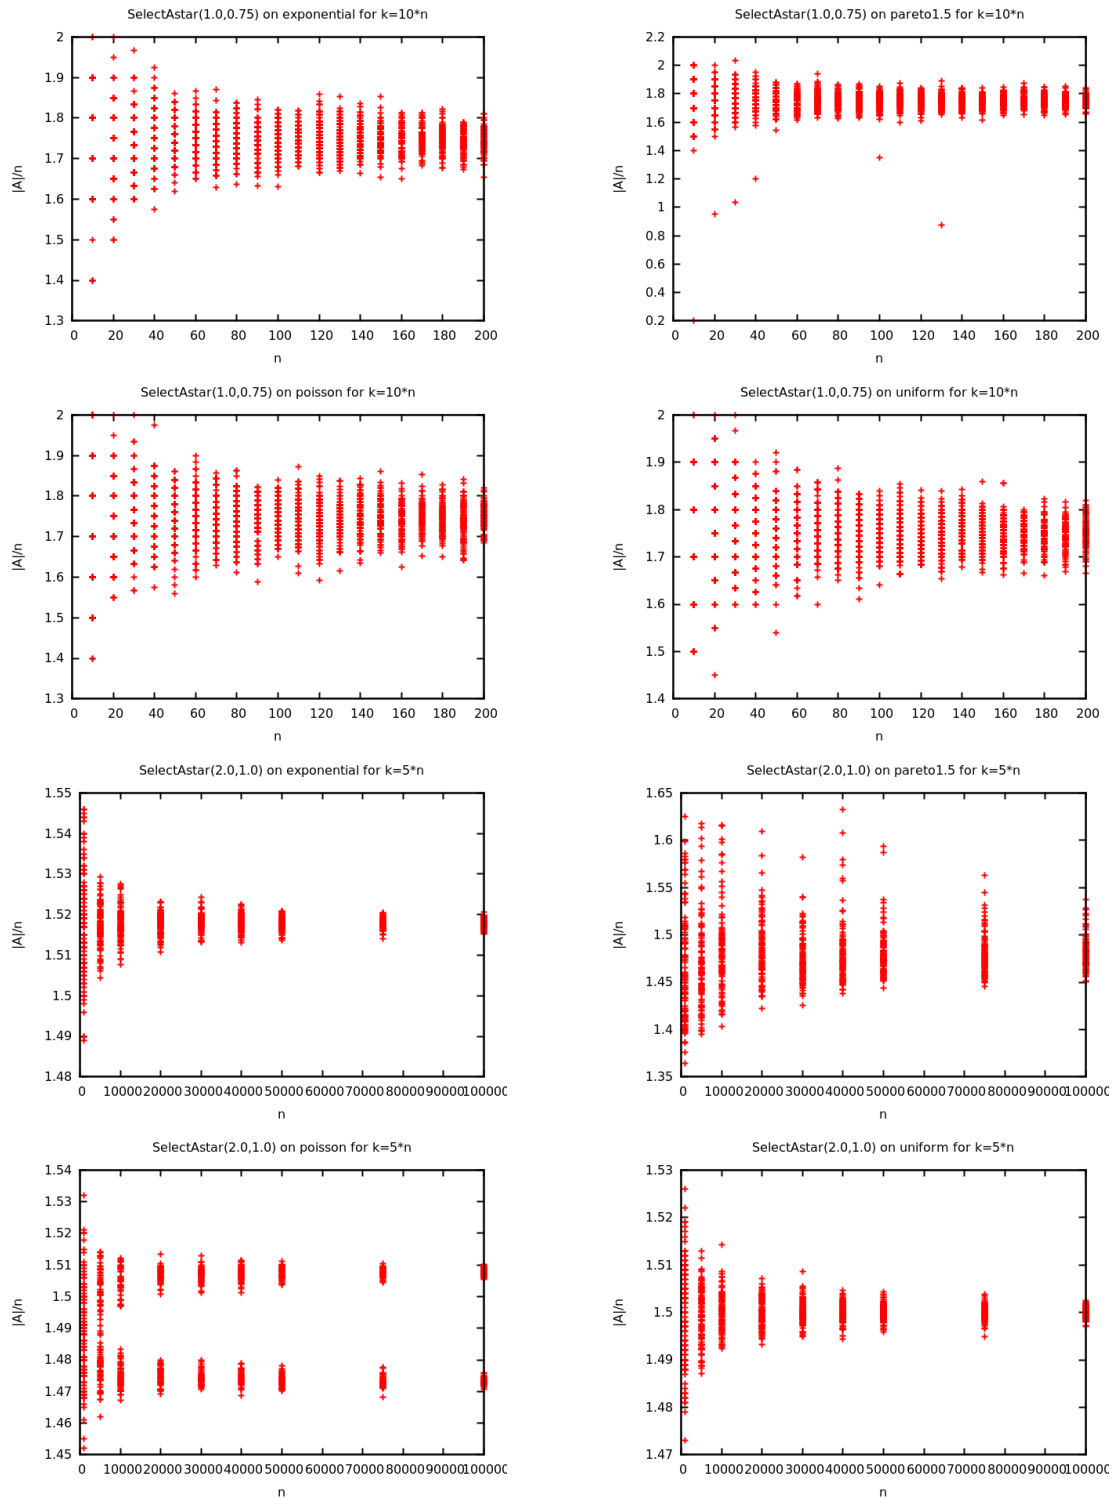 SelectAstar(1.0,0.75) on exponential for k=10*n
2
1.9
1.8
1.7
1.6
1.5
1.4
1.3
|A|/n
0 20 40 60 80 100 120 140 160 180 200
n
SelectAstar(1.0,0.75) on pareto1.5 for k=10*n
2.2
2
1.8
1.6
1.4
1.2
1
0.8
0.6
0.4
0.2
|A|/n
0 20 40 60 80 100 120 140 160 180 200
n
SelectAstar(1.0,0.75) on poisson for k=10*n
2
1.9
1.8
1.7
1.6
1.5
1.4
1.3
|A|/n
0 20 40 60 80 100 120 140 160 180 200
n
SelectAstar(1.0,0.75) on uniform for k=10*n
2
1.9
1.8
1.7
1.6
1.5
1.4
|A|/n
0 20 40 60 80 100 120 140 160 180 200
n
SelectAstar(2.0,1.0) on exponential for k=5*n
1.55
1.54
1.53
1.52
1.51
1.5
1.49
1.48
|A|/n
0 10000 20000 30000 40000 50000 60000 70000 80000 90000 100000
n
SelectAstar(2.0,1.0) on pareto1.5 for k=5*n
1.65
1.6
1.55
1.5
1.45
1.4
1.35
|A|/n
0 10000 20000 30000 40000 50000 60000 70000 80000 90000 100000
n
SelectAstar(2.0,1.0) on poisson for k=5*n
1.54
1.53
1.52
1.51
1.5
1.49
1.48
1.47
1.46
1.45
|A|/n
0 10000 20000 30000 40000 50000 60000 70000 80000 90000 100000
n
SelectAstar(2.0,1.0) on uniform for k=5*n
1.53
1.52
1.51
1.5
1.49
1.48
1.47
|A|/n
0 10000 20000 30000 40000 50000 60000 70000 80000 90000 100000
n